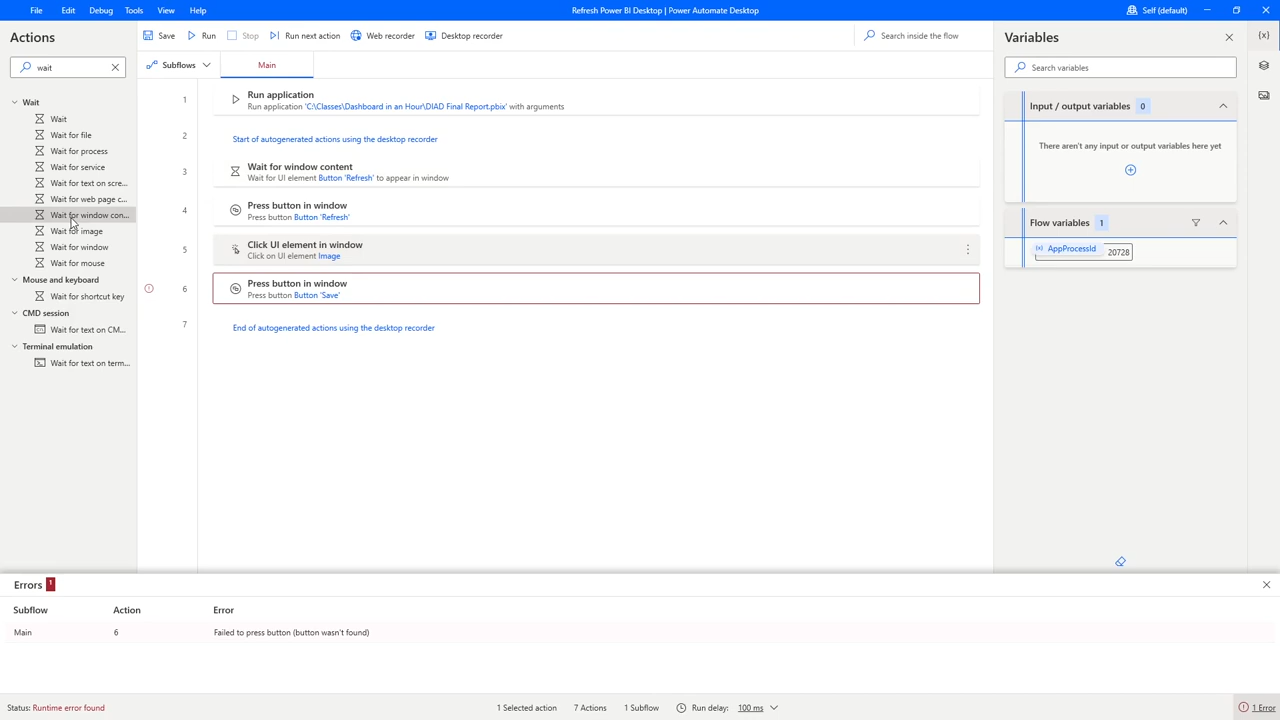 File Edit Debug Tools View Help Refresh Power BI Desktop | Power Automate Desktop Self (default)
Actions
wait
Wait
Wait
Wait for file
Wait for process
Wait for service
Wait for text on scre...
Wait for web page c...
Wait for window con...
Wait for image
Wait for window
Wait for mouse
Mouse and keyboard
Wait for shortcut key
CMD session
Wait for text on CM...
Terminal emulation
Wait for text on term...
Save Run Stop Run next action Web recorder Desktop recorder Search inside the flow
Subflows Main
1 Run application
Run application 'C:\Classes\Dashboard in an Hour\DIAD Final Report.pbix' with arguments
2 Start of autogenerated actions using the desktop recorder
3 Wait for window content
Wait for UI element Button 'Refresh' to appear in window
4 Press button in window
Press button Button 'Refresh'
5 Click UI element in window
Click on UI element Image
6 Press button in window
Press button Button 'Save'
7 End of autogenerated actions using the desktop recorder
Variables
Search variables
Input / output variables 0
There aren't any input or output variables here yet
Flow variables 1
(x) AppProcessId 20728
{x}
Errors 1
Subflow Action Error
Main 6 Failed to press button (button wasn't found)
Status: Runtime error found 1 Selected action 7 Actions 1 Subflow Run delay: 100 ms 1 Error